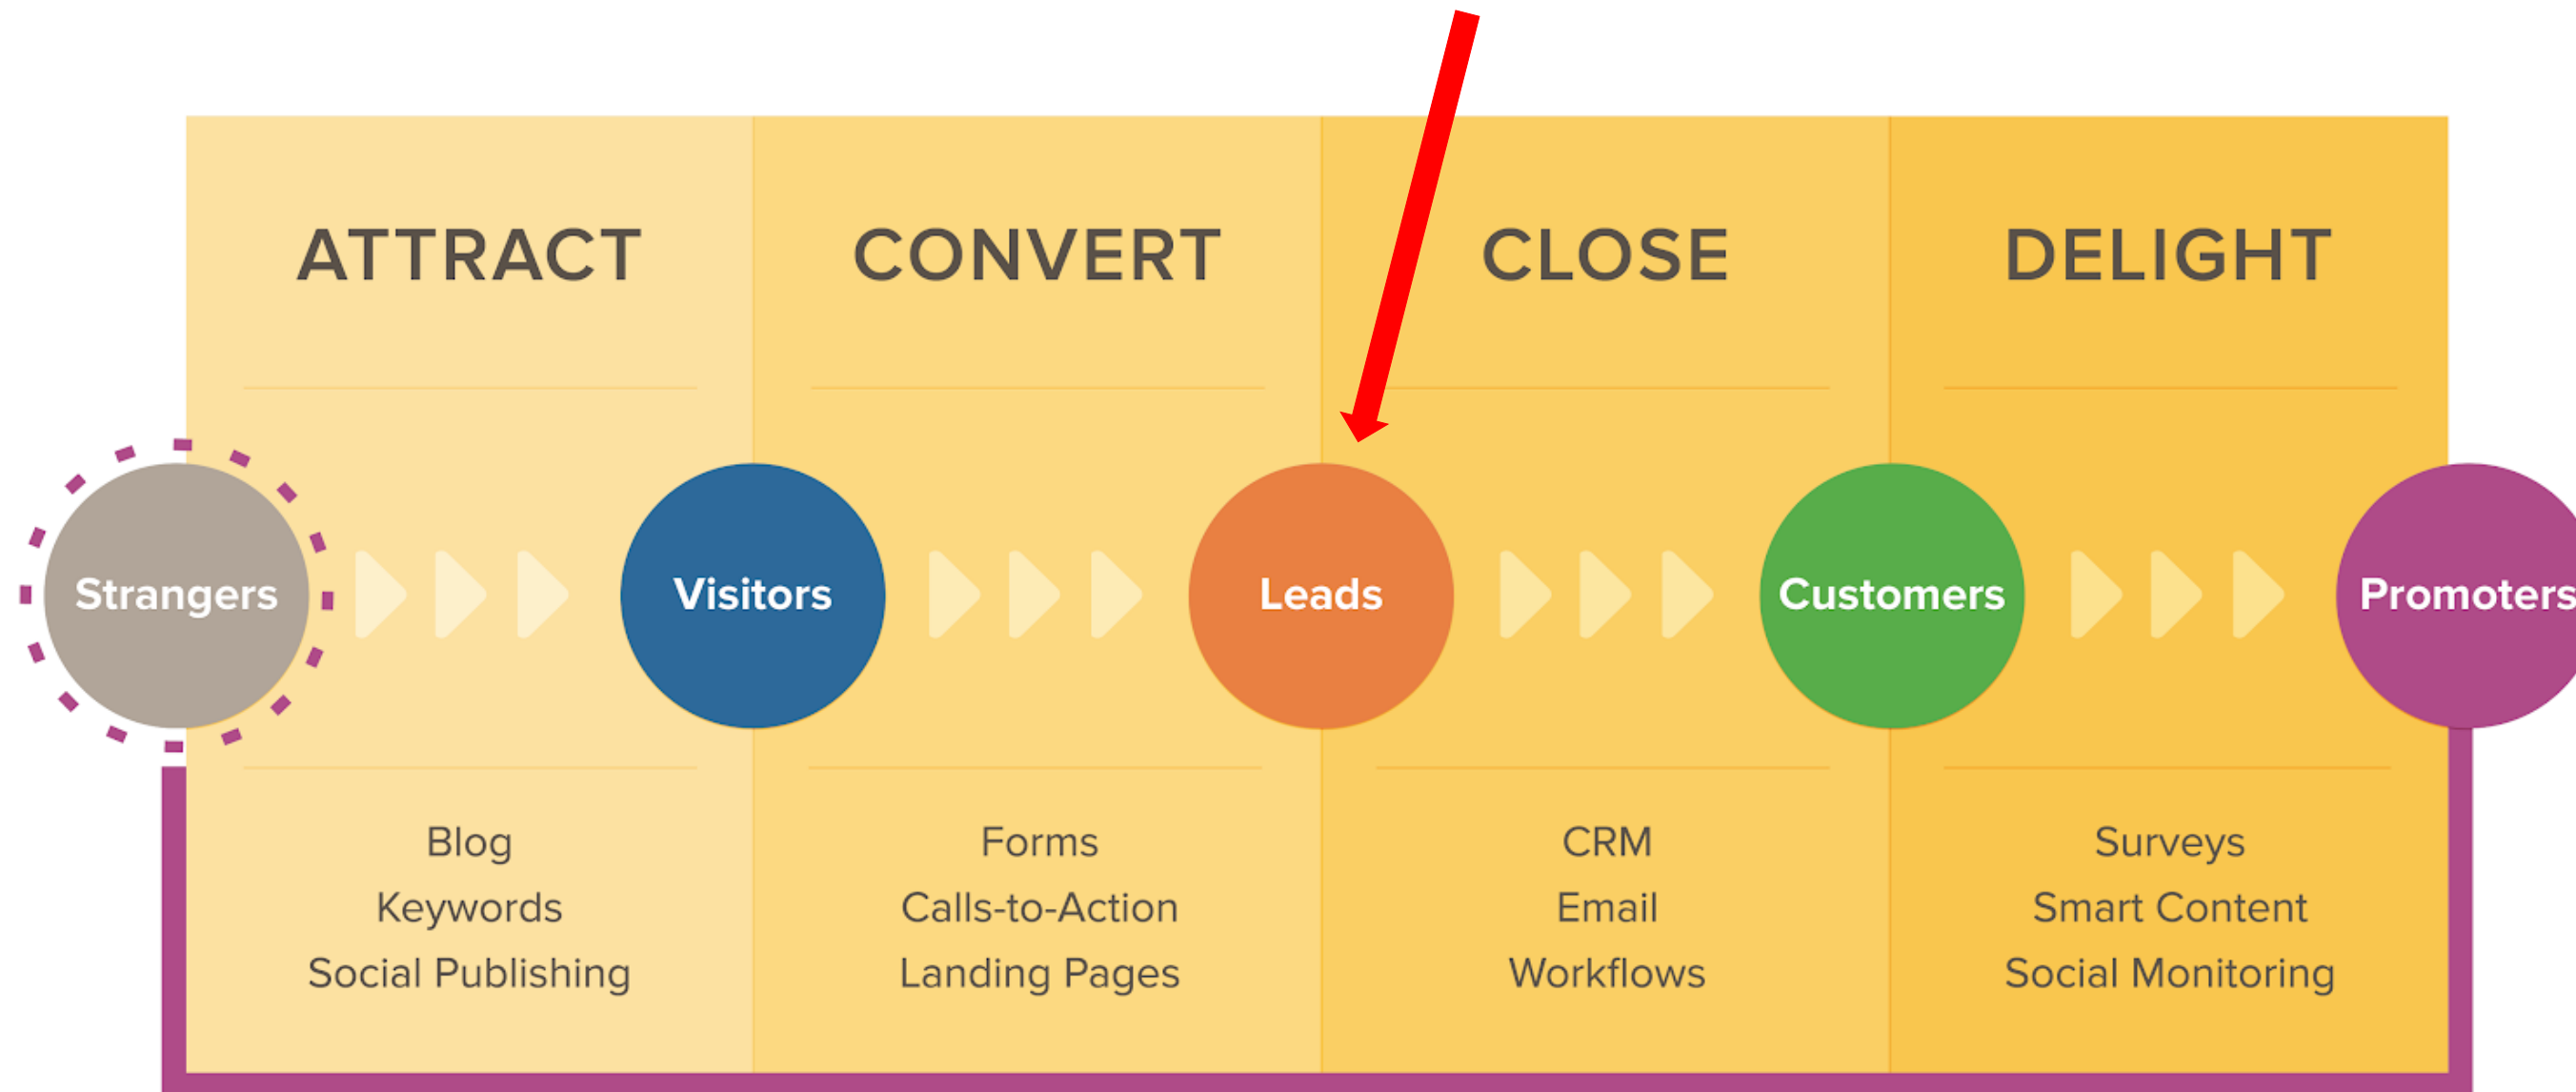 ATTRACT
CONVERT
CLOSE
DELIGHT
Strangers
Visitors
Leads
Customers
Promoters
Blog
Keywords
Social Publishing
Forms
Calls-to-Action
Landing Pages
CRM
Email
Workflows
Surveys
Smart Content
Social Monitoring